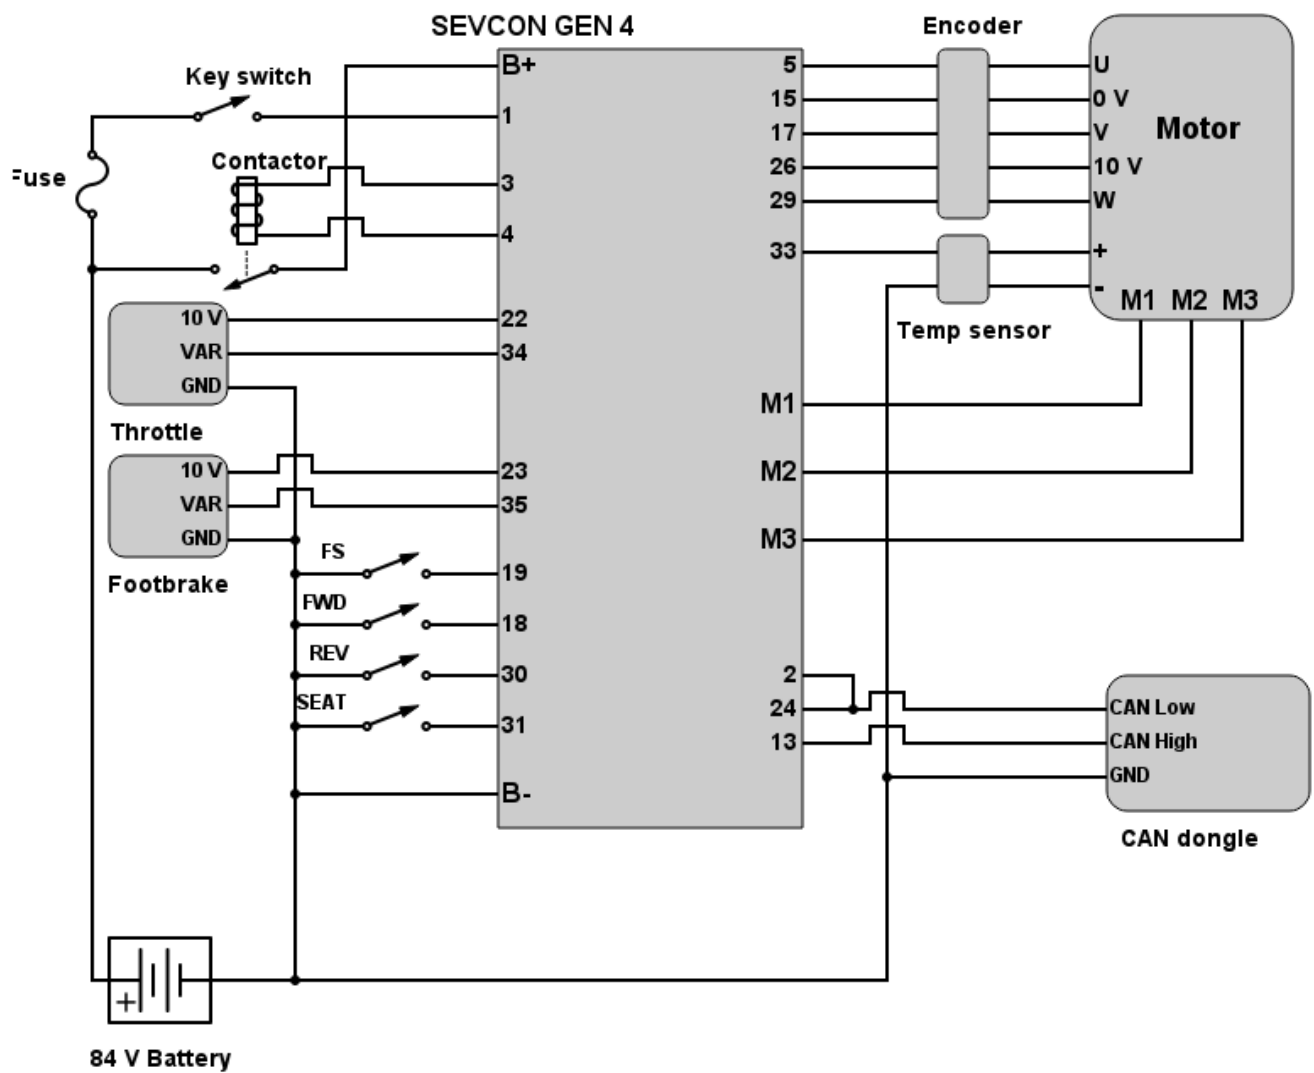 SEVCON GEN 4
Encoder
Key switch
B+
5
U
1
15
0 V
17
V
Motor
Fuse
Contactor
3
26
10 V
4
29
W
33
+
-
M1 M2 M3
Temp sensor
10 V
22
VAR
34
GND
M1
Throttle
10 V
23
M2
VAR
35
GND
M3
Footbrake
FS
19
FWD
18
REV
30
2
SEAT
31
24
CAN Low
13
CAN High
GND
B-
CAN dongle
+
84 V Battery